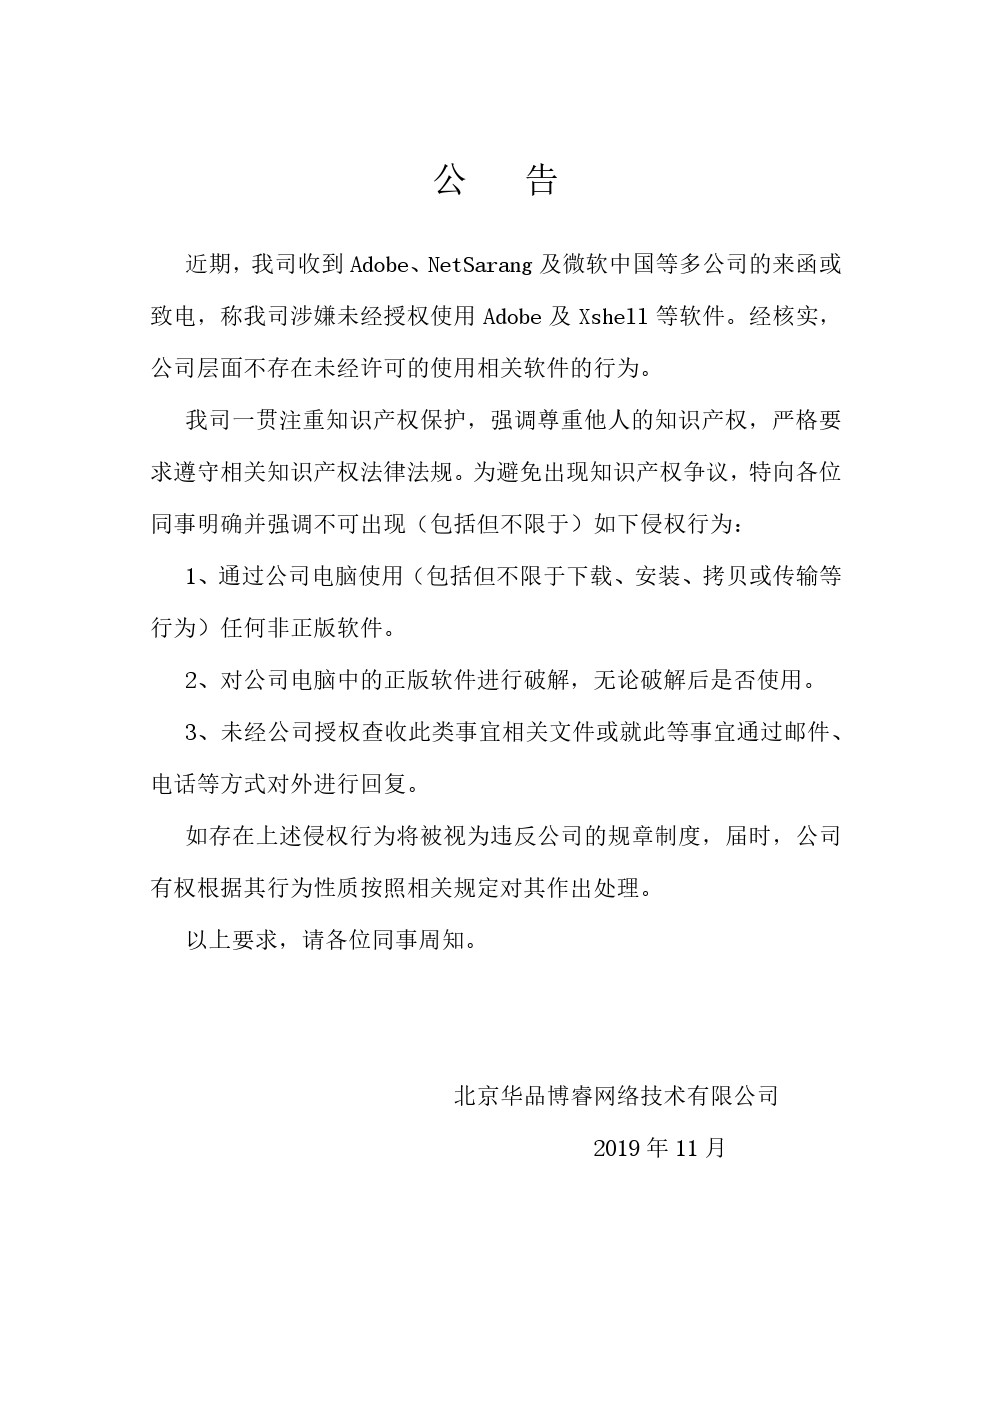 公 告
近期，我司收到 Adobe、NetSarang 及微软中国等多公司的来函或
致电，称我司涉嫌未经授权使用 Adobe 及 Xshell 等软件。经核实，
公司层面不存在未经许可的使用相关软件的行为。
我司一贯注重知识产权保护，强调尊重他人的知识产权，严格要
求遵守相关知识产权法律法规。为避免出现知识产权争议，特向各位
同事明确并强调不可出现（包括但不限于）如下侵权行为：
1、通过公司电脑使用（包括但不限于下载、安装、拷贝或传输等
行为）任何非正版软件。
2、对公司电脑中的正版软件进行破解，无论破解后是否使用。
3、未经公司授权查收此类事宜相关文件或就此等事宜通过邮件、
电话等方式对外进行回复。
如存在上述侵权行为将被视为违反公司的规章制度，届时，公司
有权根据其行为性质按照相关规定对其作出处理。
以上要求，请各位同事周知。
北京华品博睿网络技术有限公司
2019 年 11 月